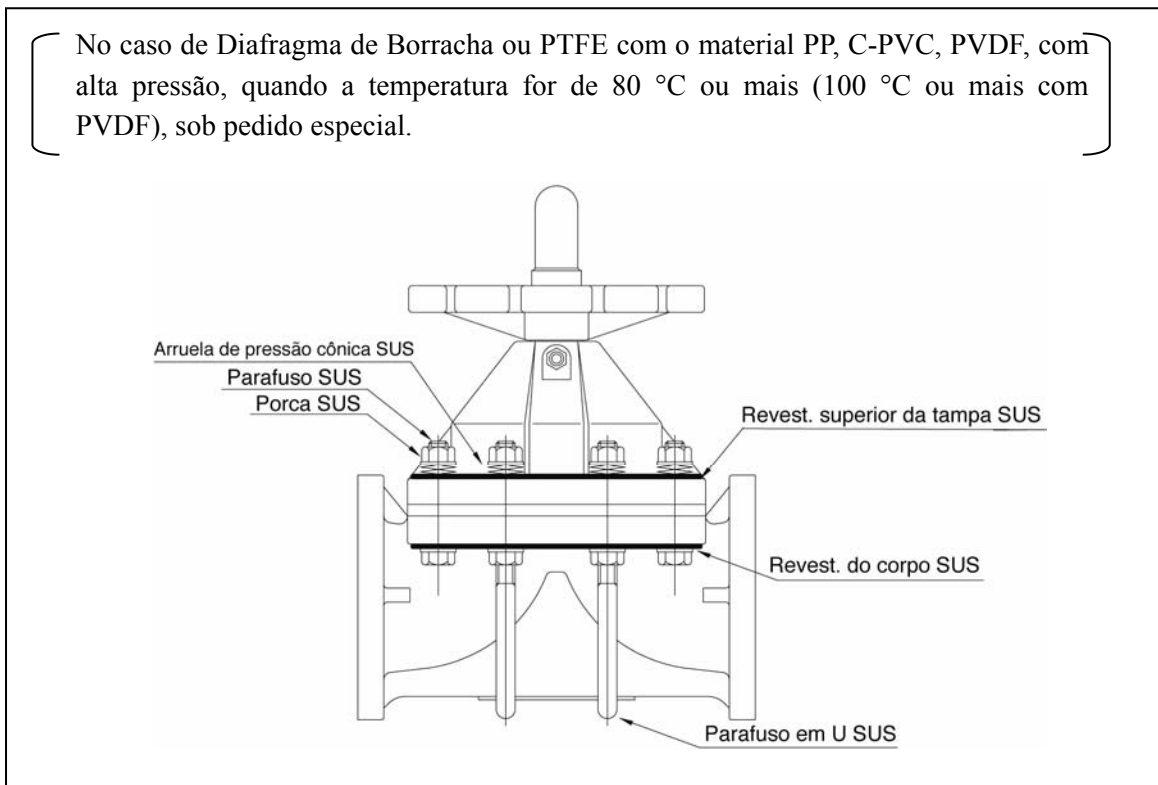 No caso de Diafragma de Borracha ou PTFE com o material PP, C-PVC, PVDF, com
alta pressão, quando a temperatura for de 80 °C ou mais (100 °C ou mais com
PVDF), sob pedido especial.
Arruela de pressão cônica SUS
Parafuso SUS
Porca SUS
Revest. superior da tampa SUS
Revest. do corpo SUS
Parafuso em U SUS